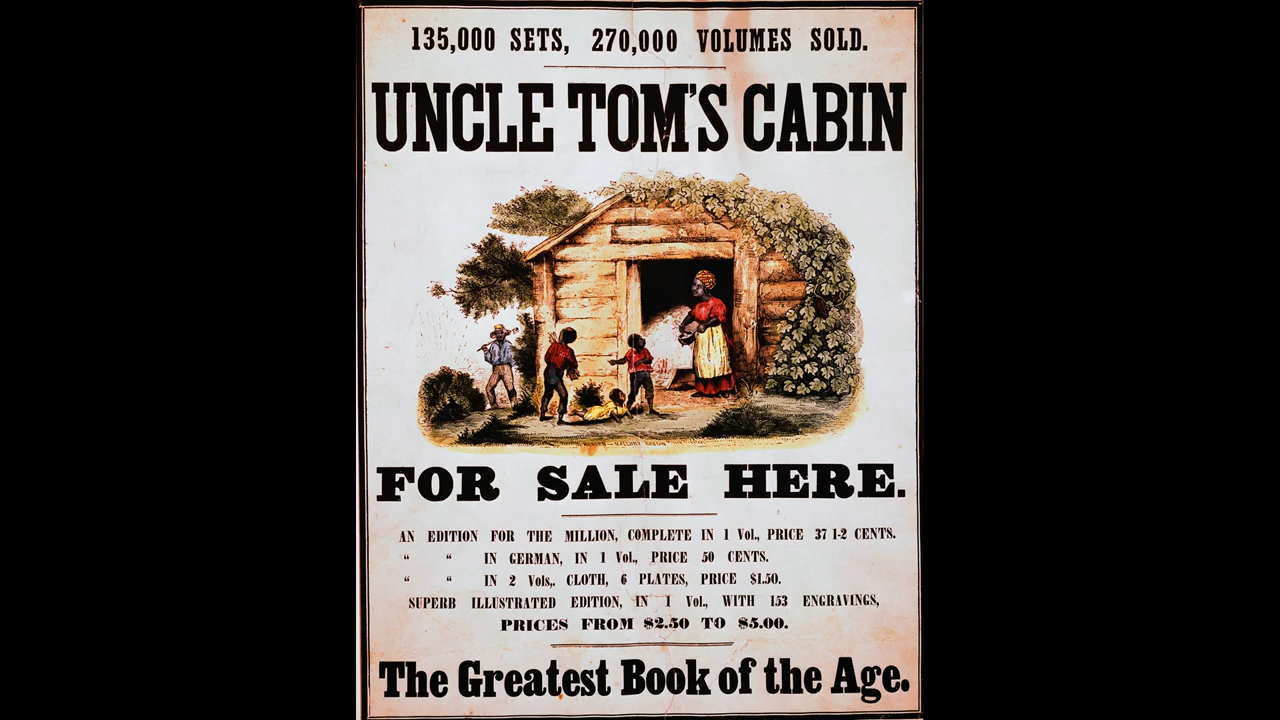 135,000 SETS, 270,000 VOLUMES SOLD.
UNCLE TOM'S CABIN
FOR SALE HERE.
AN EDITION FOR THE MILLION, COMPLETE IN 1 Vol., PRICE 37 1-2 CENTS.
" " IN GERMAN, IN 1 Vol., PRICE 50 CENTS.
" " IN 2 Vols,. CLOTH, 6 PLATES, PRICE $1.50.
SUPERB ILLUSTRATED EDITION, IN 1 Vol., WITH 153 ENGRAVINGS,
PRICES FROM $2.50 TO $5.00.
The Greatest Book of the Age.